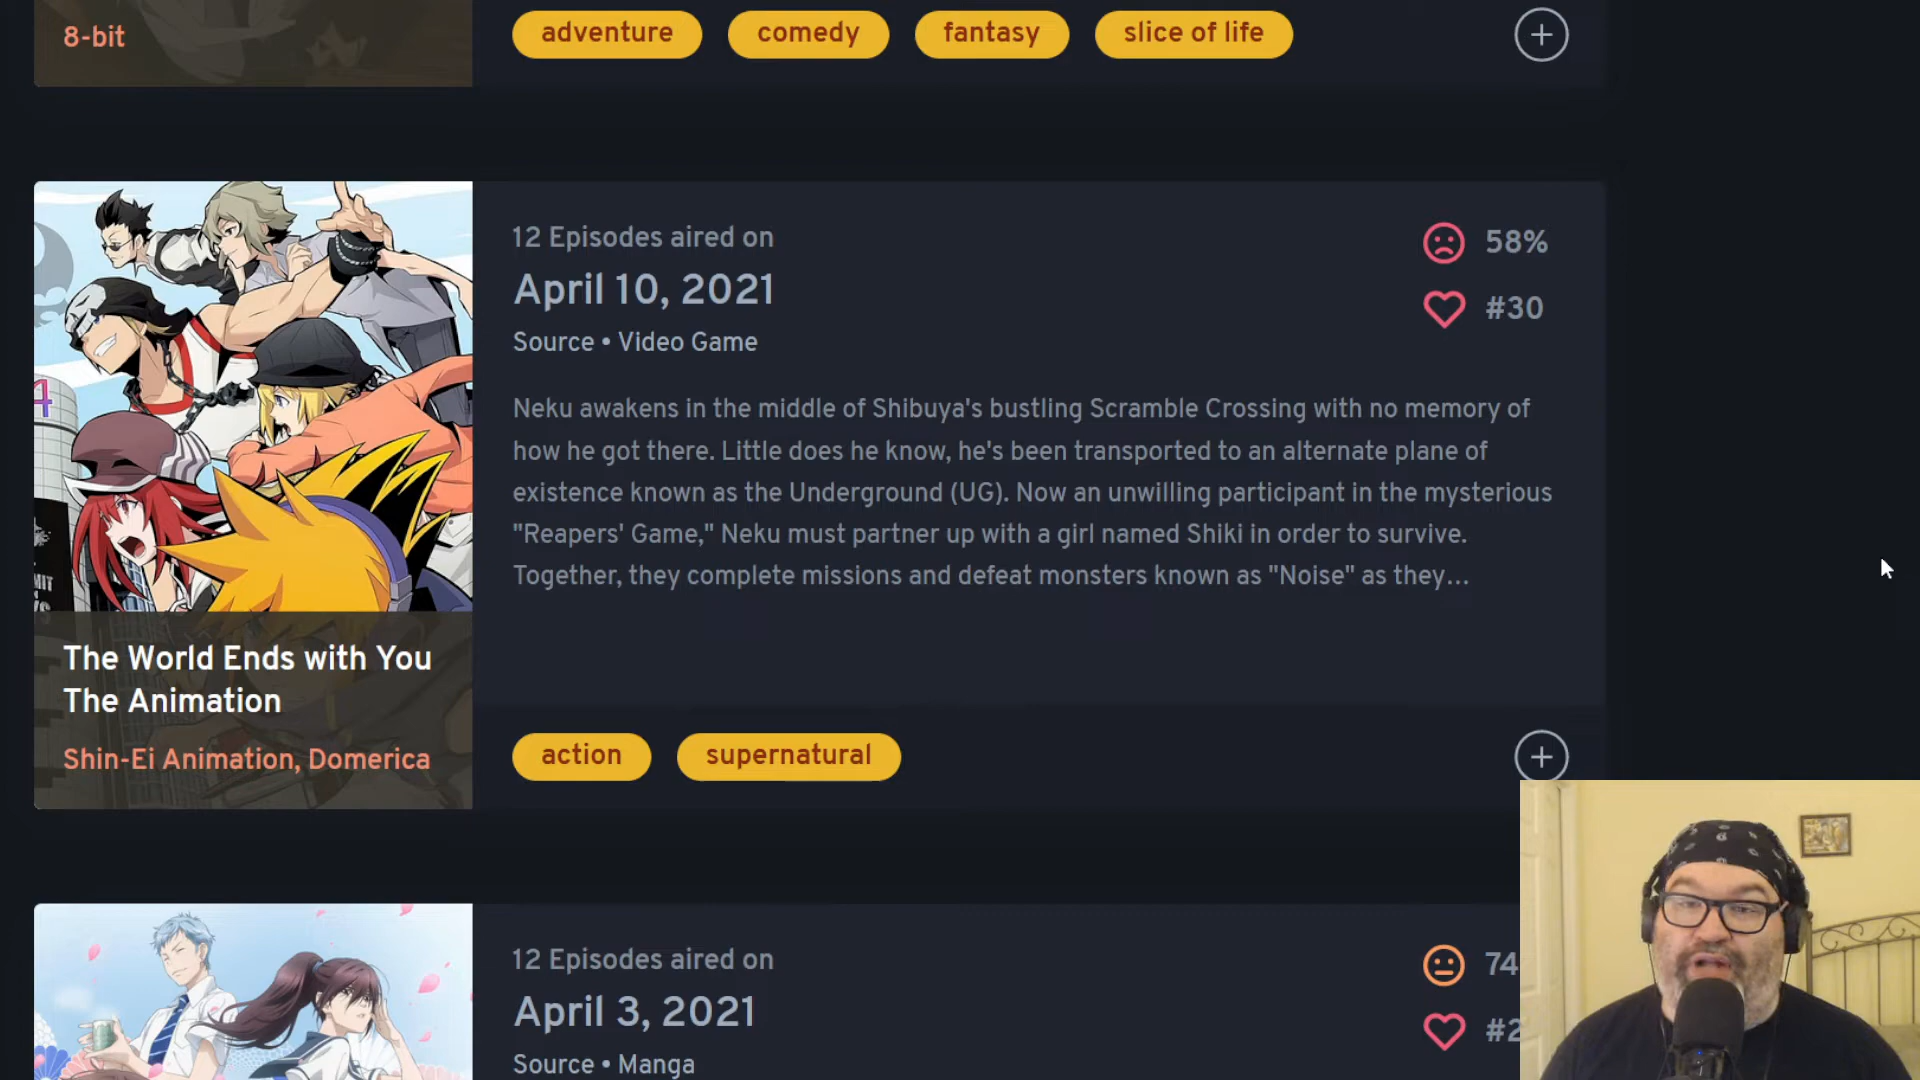 8-bit
adventure
comedy
fantasy
slice of life
12 Episodes aired on
April 10, 2021
Source • Video Game
58%
#30
Neku awakens in the middle of Shibuya's bustling Scramble Crossing with no memory of
how he got there. Little does he know, he's been transported to an alternate plane of
existence known as the Underground (UG). Now an unwilling participant in the mysterious
"Reapers' Game," Neku must partner up with a girl named Shiki in order to survive.
Together, they complete missions and defeat monsters known as "Noise" as they…
The World Ends with You
The Animation
Shin-Ei Animation, Domerica
action
supernatural
12 Episodes aired on
April 3, 2021
Source • Manga
74
#2